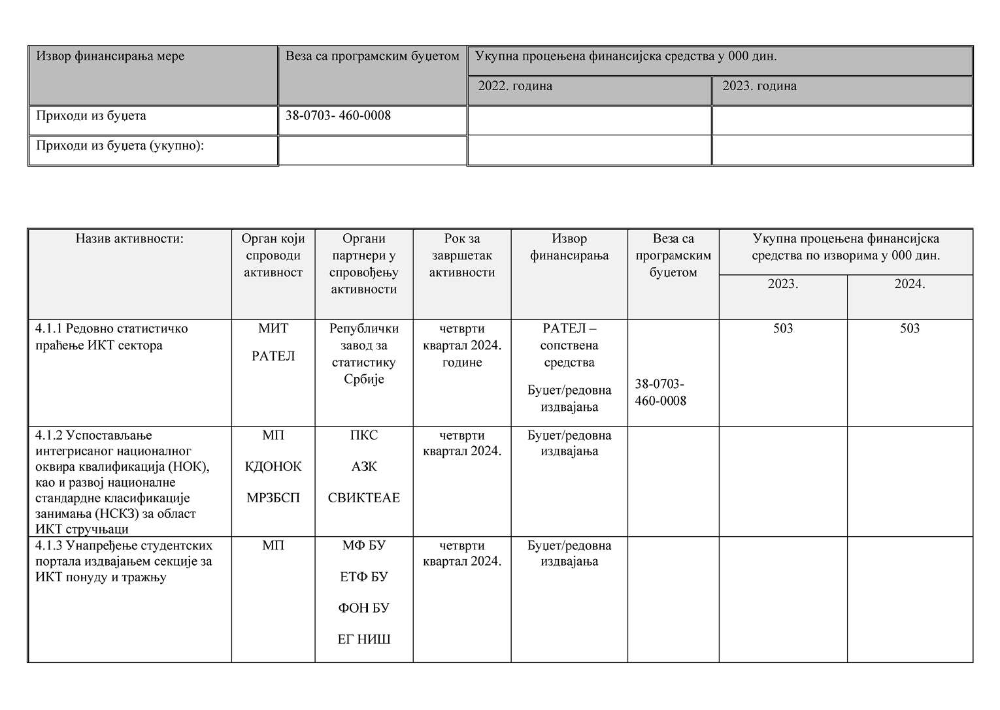 Извор финансирања мере
Веза са програмским буџетом
Укупна процењена финансијска средства у 000 дин.
2022. година
2023. година
Приходи из буџета
38-0703- 460-0008
Приходи из буџета (укупно):
Назив активности:
Орган који
спроводи
активност
Органи
партнери у
спровођењу
активности
Рок за
завршетак
активности
Извор
финансирања
Веза са
програмским
буџетом
Укупна процењена финансијска
средства по изворима у 000 дин.
2023.
2024.
4.1.1 Редовно статистичко
праћење ИКТ сектора
МИТ
РАТЕЛ
Републички
завод за
статистику
Србије
четврти
квартал 2024.
године
РАТЕЛ –
сопствена
средства
Буџет/редовна
издвајања
38-0703-
460-0008
503
503
4.1.2 Успостављање
интегрисаног националног
оквира квалификација (НОК),
као и развој националне
стандардне класификације
занимања (НСКЗ) за област
ИКТ стручњаци
МП
КДОНОК
МРЗБСП
ПКС
АЗК
СВИКТЕАЕ
четврти
квартал 2024.
Буџет/редовна
издвајања
4.1.3 Унапређење студентских
портала издвајањем секције за
ИКТ понуду и тражњу
МП
МФ БУ
ЕТФ БУ
ФОН БУ
ЕГ НИШ
четврти
квартал 2024.
Буџет/редовна
издвајања